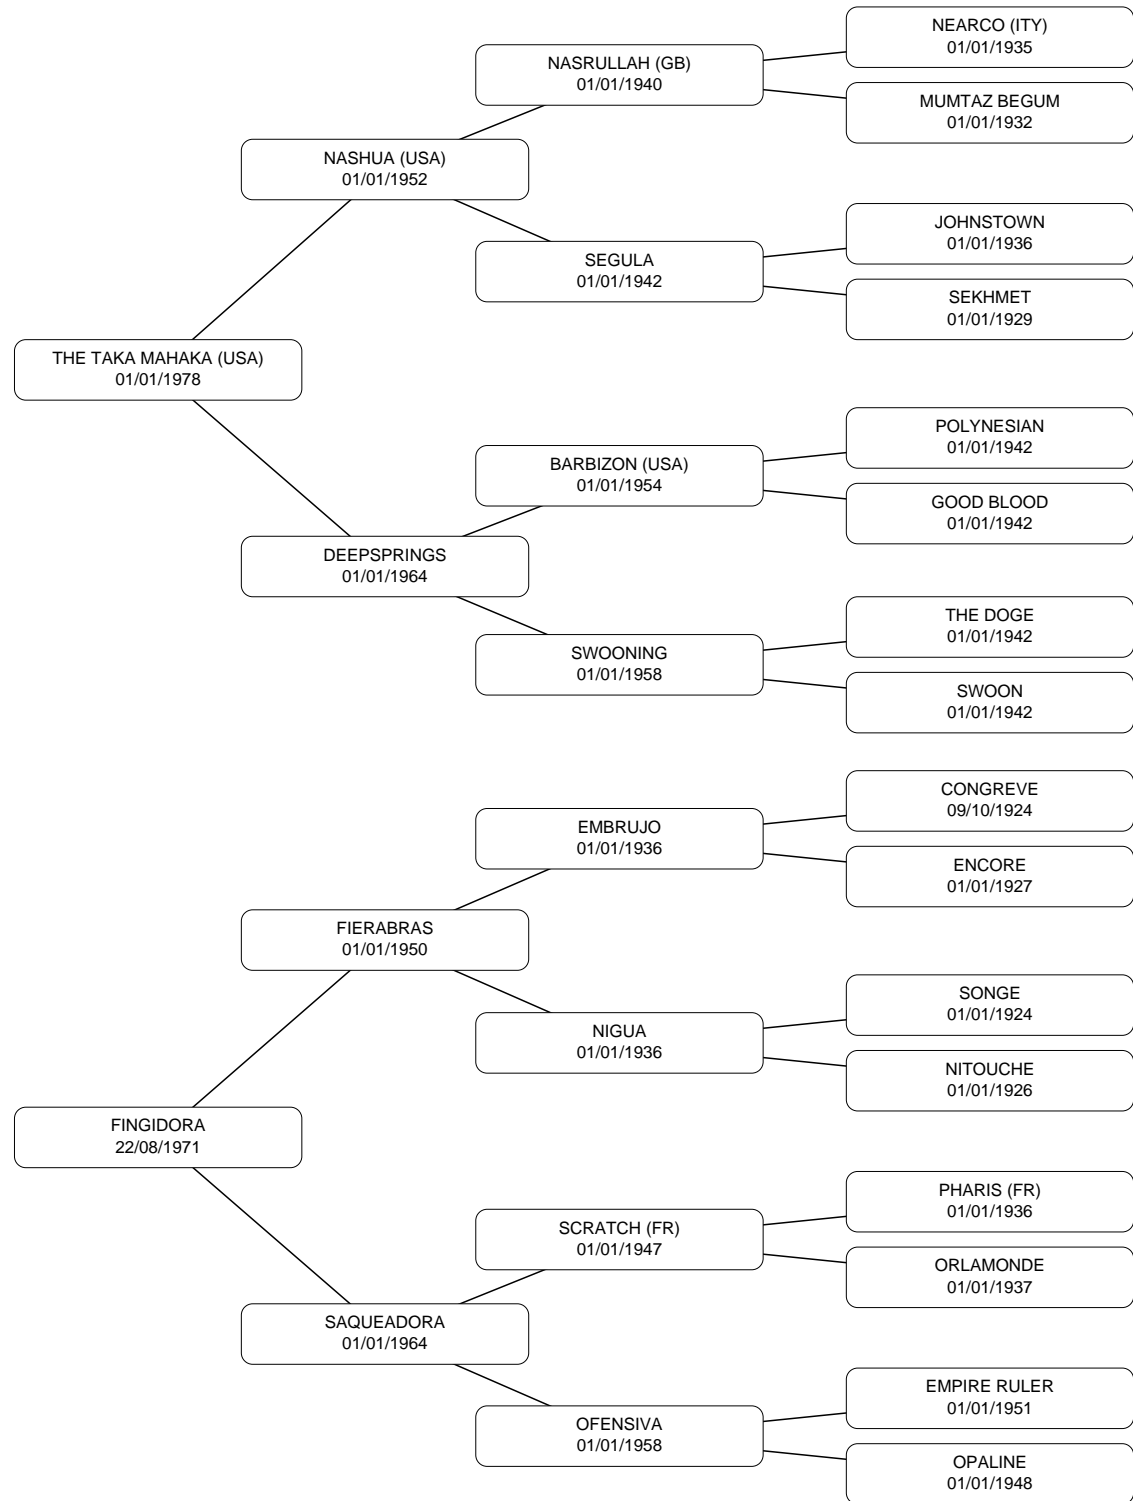 NEARCO (ITY)
01/01/1935
NASRULLAH (GB)
01/01/1940
MUMTAZ BEGUM
01/01/1932
NASHUA (USA)
01/01/1952
JOHNSTOWN
01/01/1936
SEGULA
01/01/1942
SEKHMET
01/01/1929
THE TAKA MAHAKA (USA)
01/01/1978
POLYNESIAN
01/01/1942
BARBIZON (USA)
01/01/1954
GOOD BLOOD
01/01/1942
DEEPSPRINGS
01/01/1964
THE DOGE
01/01/1942
SWOONING
01/01/1958
SWOON
01/01/1942
CONGREVE
09/10/1924
EMBRUJO
01/01/1936
ENCORE
01/01/1927
FIERABRAS
01/01/1950
SONGE
01/01/1924
NIGUA
01/01/1936
NITOUCHE
01/01/1926
FINGIDORA
22/08/1971
PHARIS (FR)
01/01/1936
SCRATCH (FR)
01/01/1947
ORLAMONDE
01/01/1937
SAQUEADORA
01/01/1964
EMPIRE RULER
01/01/1951
OFENSIVA
01/01/1958
OPALINE
01/01/1948